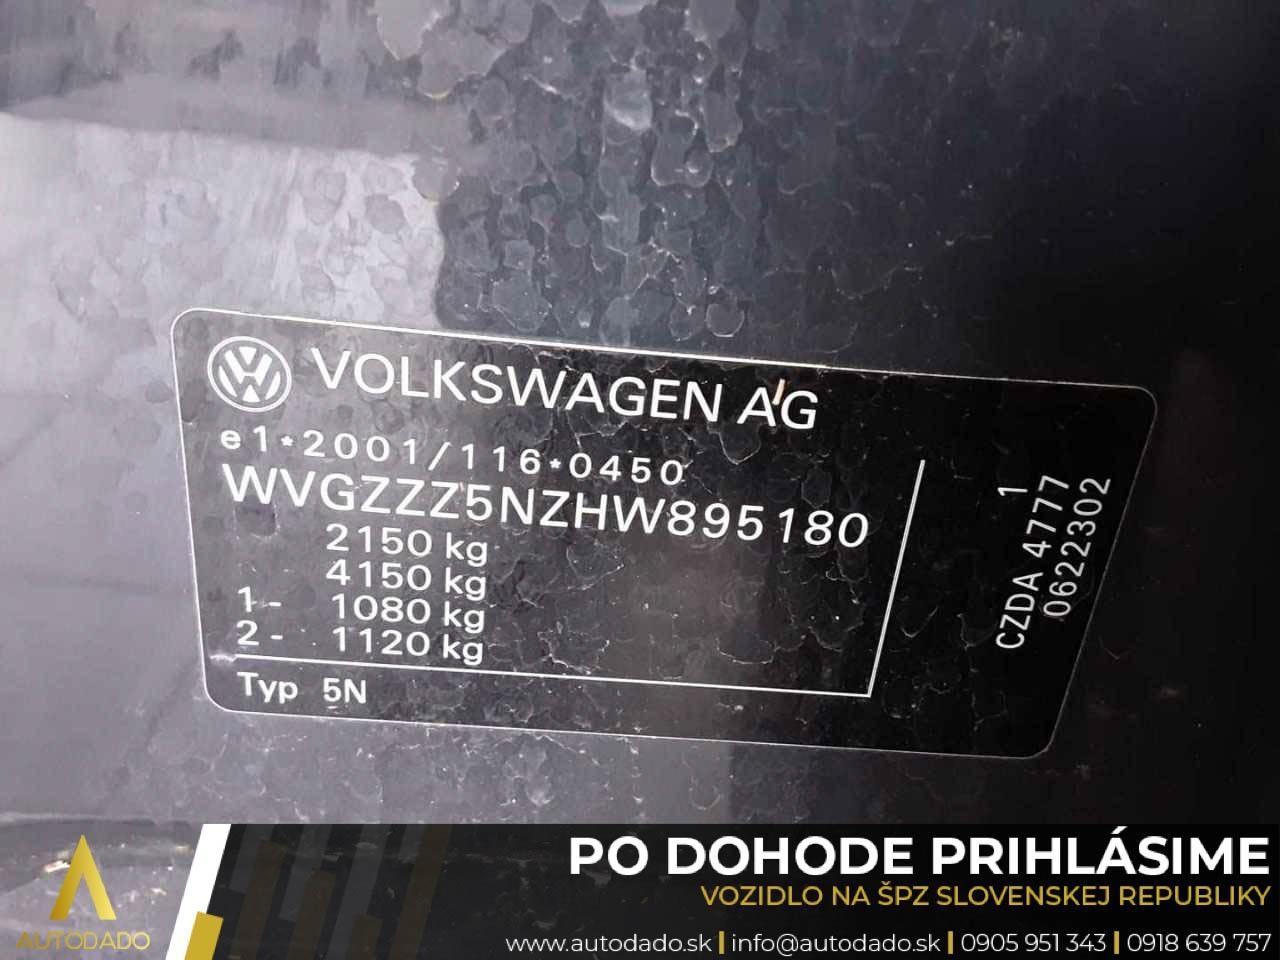 VOLKSWAGEN AG
e1*2001/116*0450
WVGZZZ5NZHW895180
2150 kg
4150 kg
1- 1080 kg
2- 1120 kg
Typ 5N
1
CZDA 4777
0622302
PO DOHODE PRIHLÁSIME
VOZIDLO NA ŠPZ SLOVENSKEJ REPUBLIKY
AUTODADO
www.autodado.sk | info@autodado.sk | 0905 951 343 | 0918 639 757